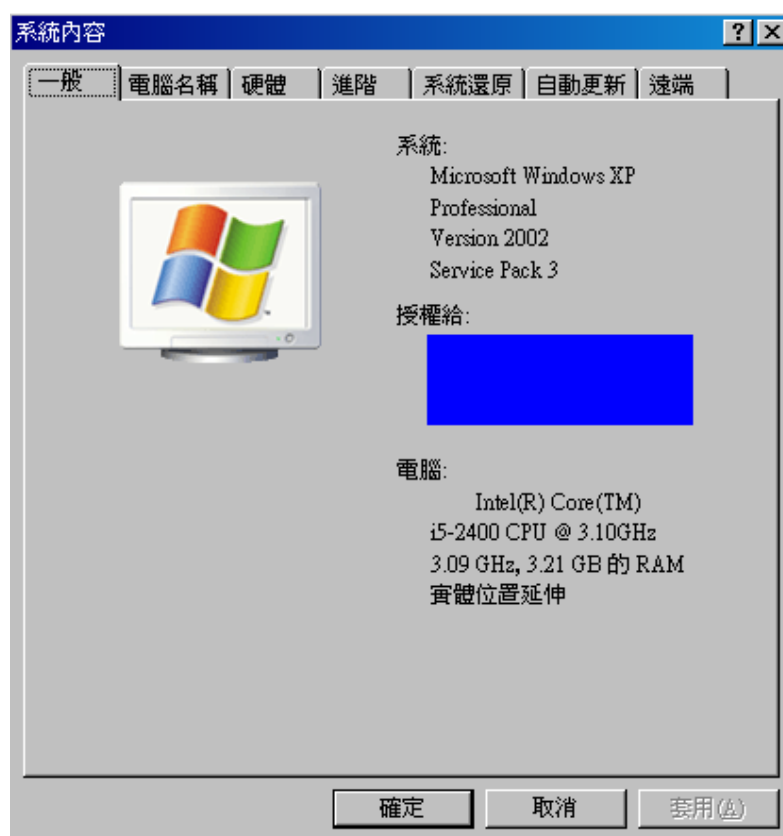 系統內容
一般 電腦名稱 硬體 進階 系統還原 自動更新 遠端
系統:
Microsoft Windows XP
Professional
Version 2002
Service Pack 3
授權給:
電腦:
Intel(R) Core(TM)
i5-2400 CPU @ 3.10GHz
3.09 GHz, 3.21 GB 的 RAM
實體位置延伸
確定 取消 套用(A)